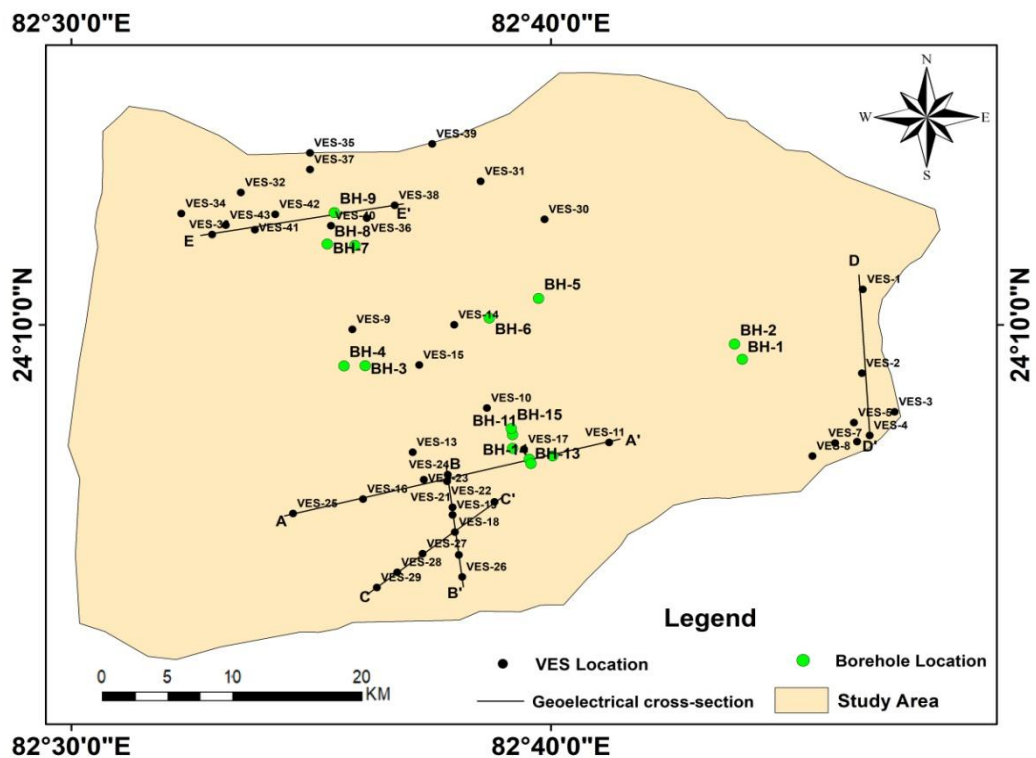 82°30'0"E
82°40'0"E
N
W
E
S
VES-39
VES-35
VES-37
VES-31
VES-32
VES-38
BH-9
VES-34
VES-43
VES-42
VES-40
E'
VES-30
E
VES-41
BH-8
VES-36
BH-7
D
VES-1
BH-5
24°10'0"N
24°10'0"N
VES-9
VES-14
BH-6
BH-2
BH-1
BH-4
BH-3
VES-15
VES-2
VES-10
VES-3
BH-11
BH-15
VES-5
VES-4
VES-7
VES-11
A'
D'
VES-13
VES-17
VES-8
BH-14
BH-13
VES-24
B
VES-23
VES-16
VES-21
VES-22
VES-25
C'
A
VES-19
VES-18
VES-27
VES-28
VES-26
VES-29
C
B'
Legend
0 5 10 20
KM
VES Location
Borehole Location
Geoelectrical cross-section
Study Area
82°30'0"E
82°40'0"E